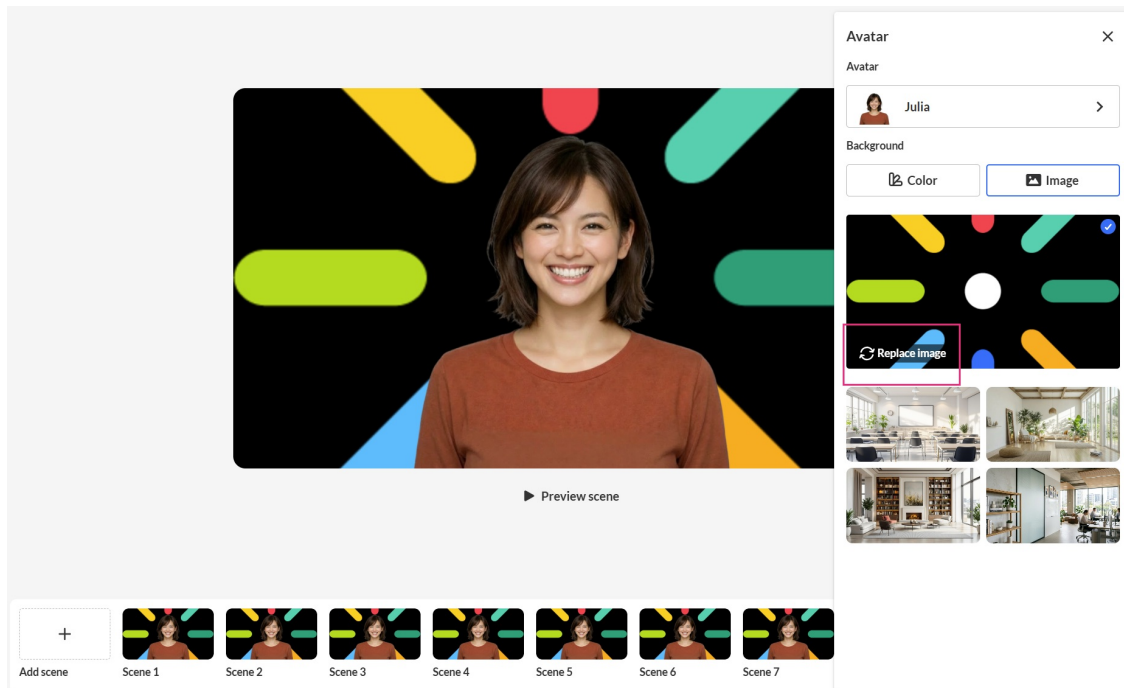 Avatar
Avatar
Julia
Background
Color
Image
Replace image
Preview scene
Add scene
Scene 1
Scene 2
Scene 3
Scene 4
Scene 5
Scene 6
Scene 7